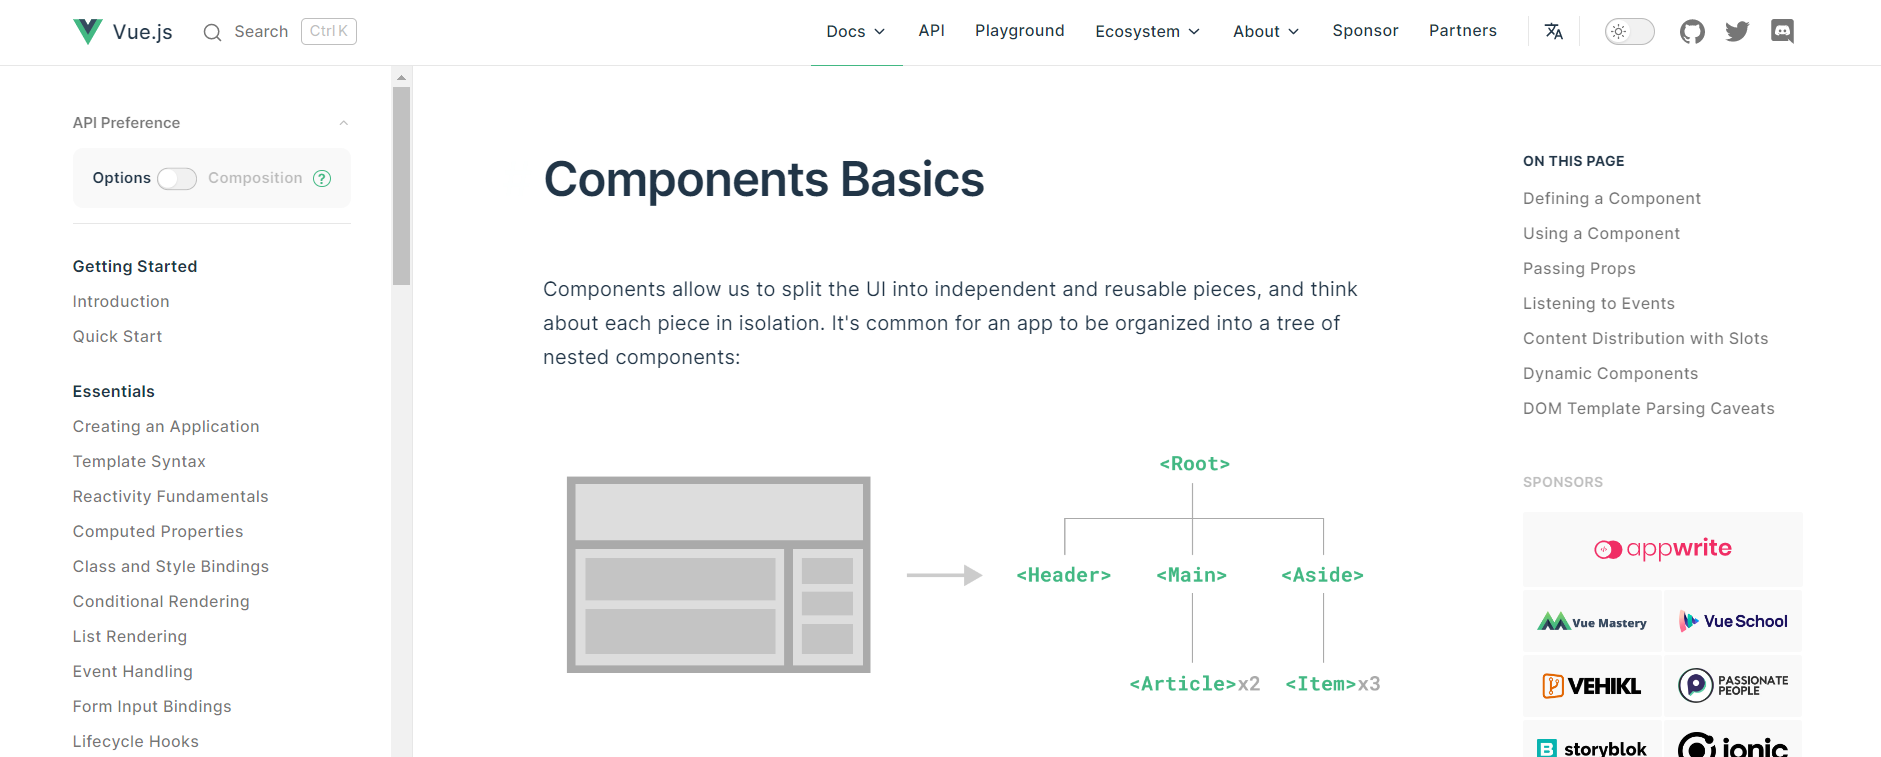 Vue.js
Search
Ctrl K
Docs
API
Playground
Ecosystem
About
Sponsor
Partners
API Preference
Options
Composition
?
Getting Started
Introduction
Quick Start
Essentials
Creating an Application
Template Syntax
Reactivity Fundamentals
Computed Properties
Class and Style Bindings
Conditional Rendering
List Rendering
Event Handling
Form Input Bindings
Lifecycle Hooks
Components Basics
Components allow us to split the UI into independent and reusable pieces, and think
about each piece in isolation. It's common for an app to be organized into a tree of
nested components:
<Root>
<Header>
<Main>
<Aside>
<Article>x2
<Item>x3
ON THIS PAGE
Defining a Component
Using a Component
Passing Props
Listening to Events
Content Distribution with Slots
Dynamic Components
DOM Template Parsing Caveats
SPONSORS
appwrite
Vue Mastery
Vue School
VEHIKL
PASSIONATE
PEOPLE
storyblok
ionic